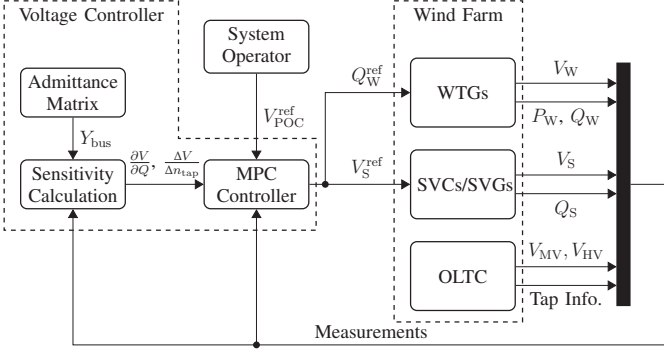 Voltage Controller
System
Operator
Wind Farm
Admittance
Matrix
Q_W^ref
WTGs
V_W
P_W, Q_W
V_POC^ref
Y_bus
∂V/∂Q, ΔV/Δn_tap
Sensitivity
Calculation
MPC
Controller
V_S^ref
SVCs/SVGs
V_S
Q_S
OLTC
V_MV, V_HV
Tap Info.
Measurements